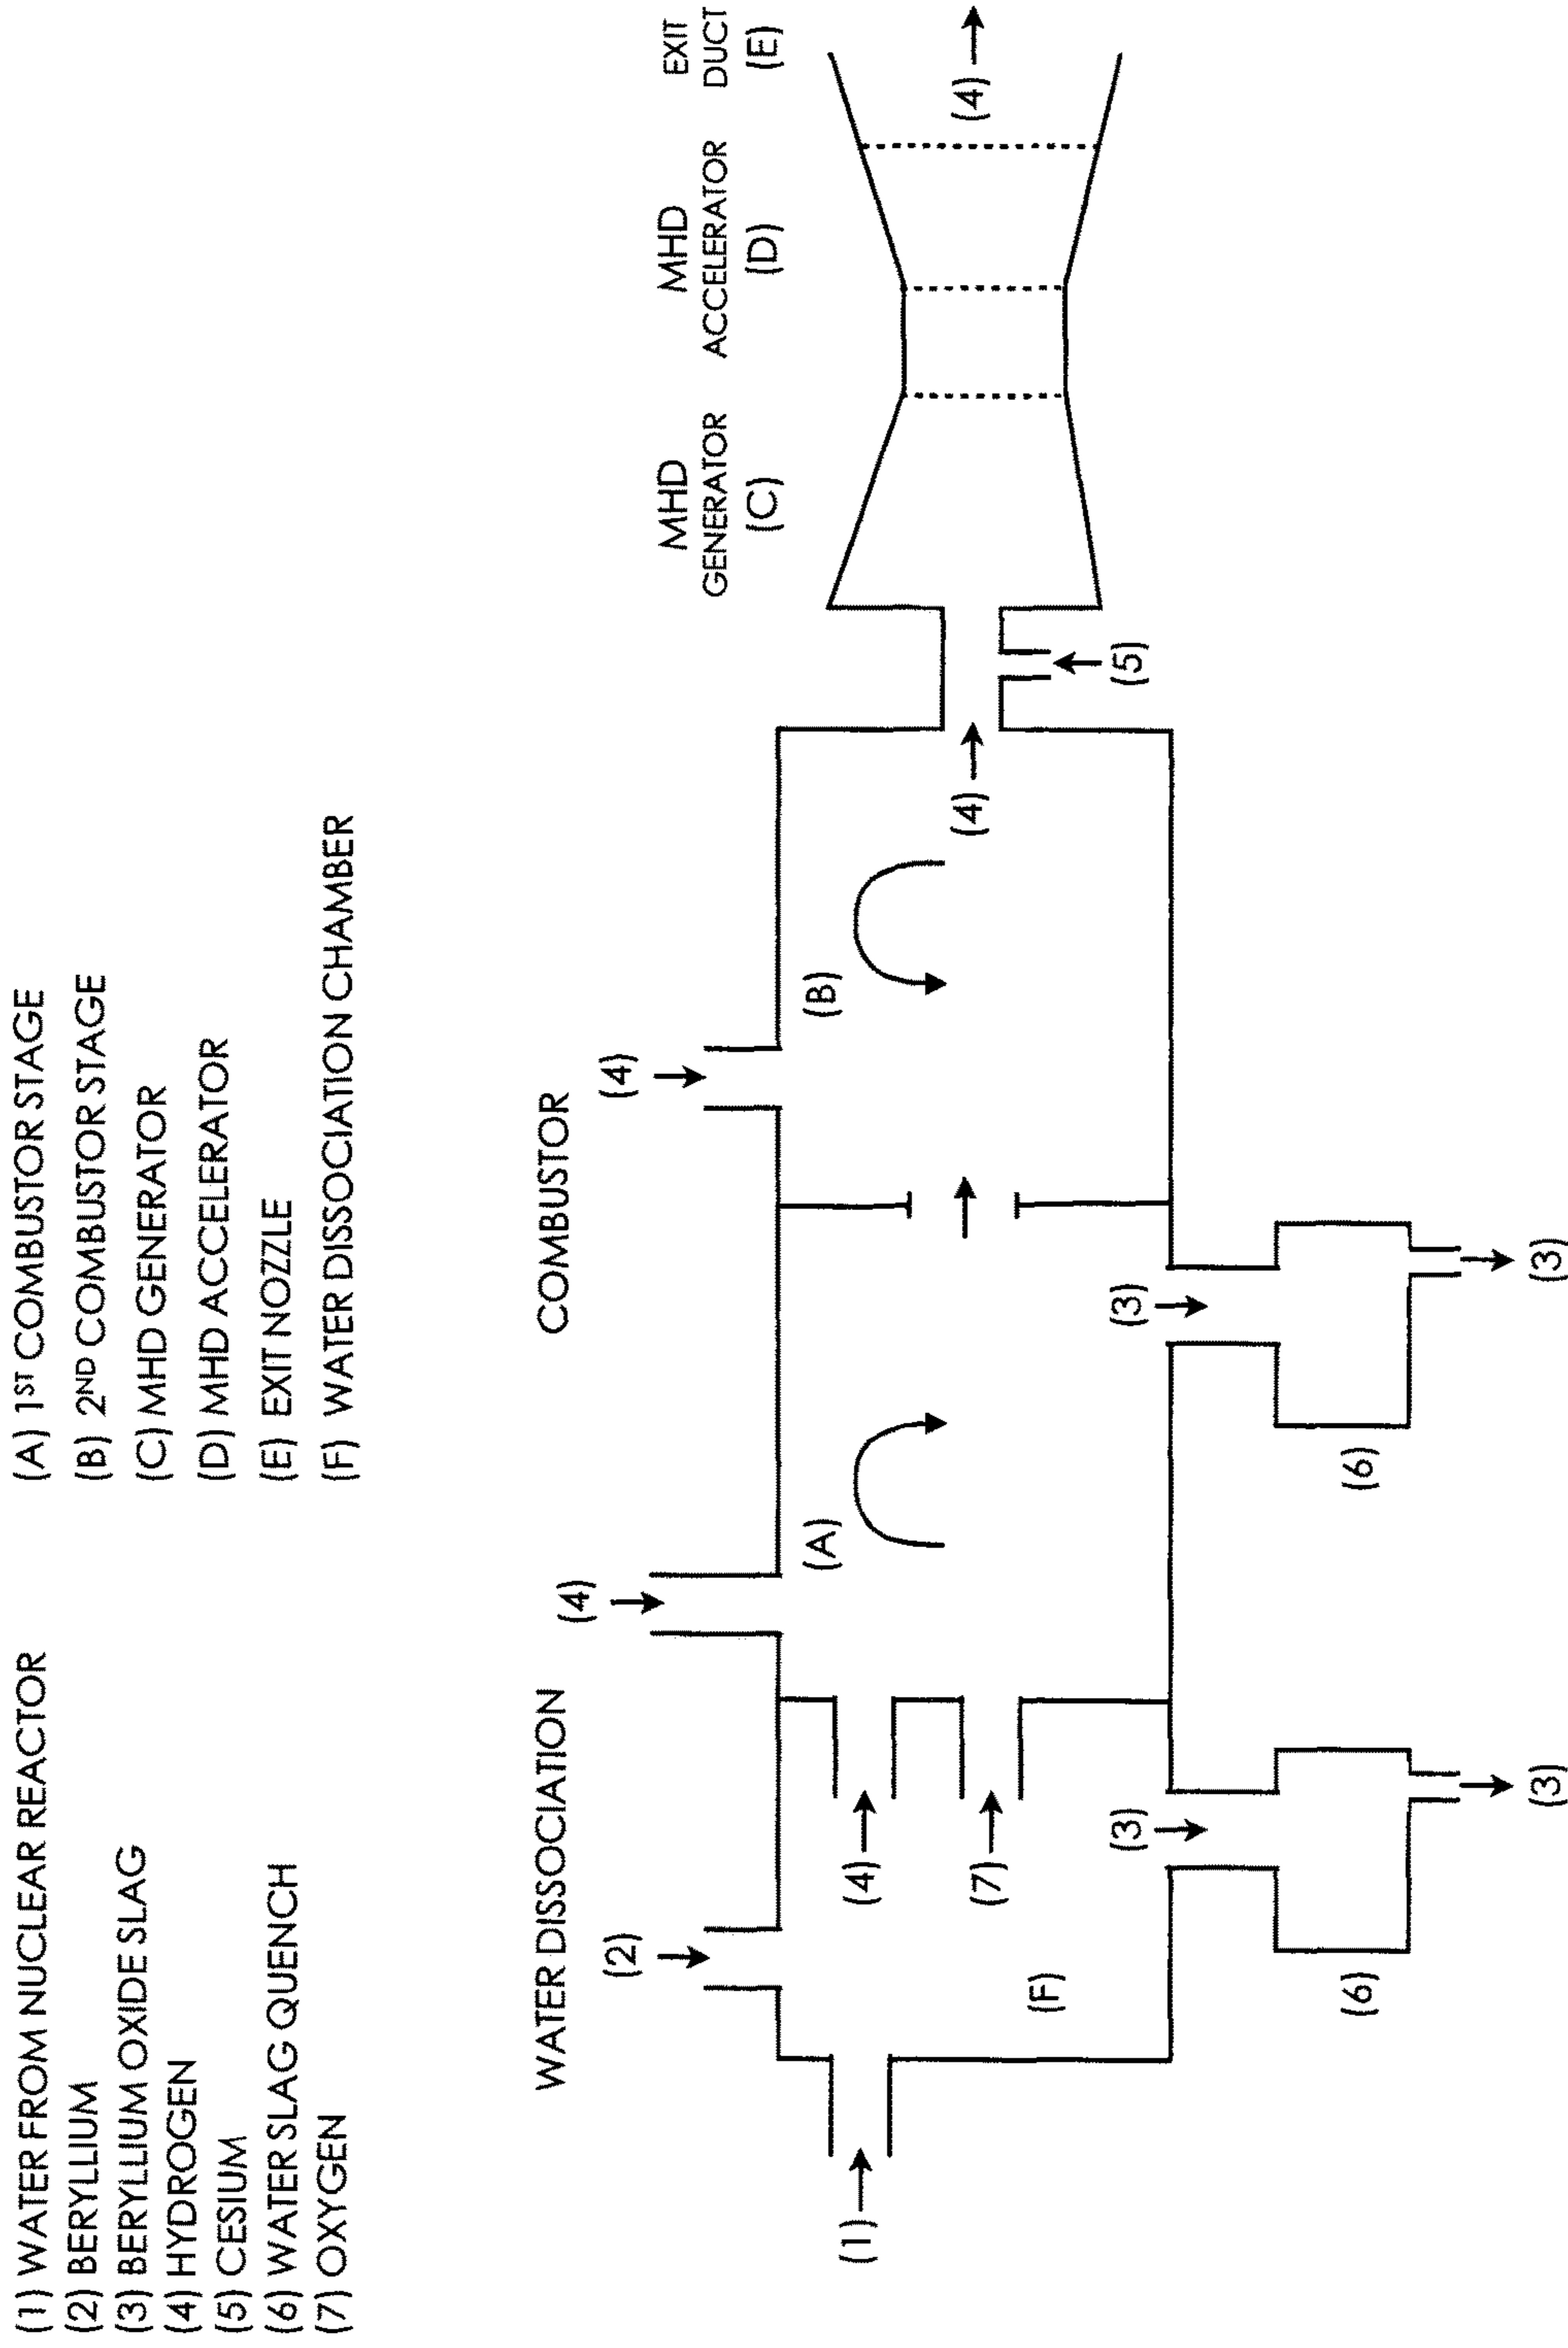 (1) WATER FROM NUCLEAR REACTOR
(2) BERYLLIUM
(3) BERYLLIUM OXIDE SLAG
(4) HYDROGEN
(5) CESIUM
(6) WATER SLAG QUENCH
(7) OXYGEN
(A) 1ST COMBUSTOR STAGE
(B) 2ND COMBUSTOR STAGE
(C) MHD GENERATOR
(D) MHD ACCELERATOR
(E) EXIT NOZZLE
(F) WATER DISSOCIATION CHAMBER
WATER DISSOCIATION
COMBUSTOR
(2)
(4)
(4)
MHD
GENERATOR
(C)
MHD
ACCELERATOR
(D)
EXIT
DUCT
(E)
(1)
(4)
(7)
(F)
(A)
(B)
(4)
(5)
(4)
(3)
(3)
(6)
(6)
(3)
(3)